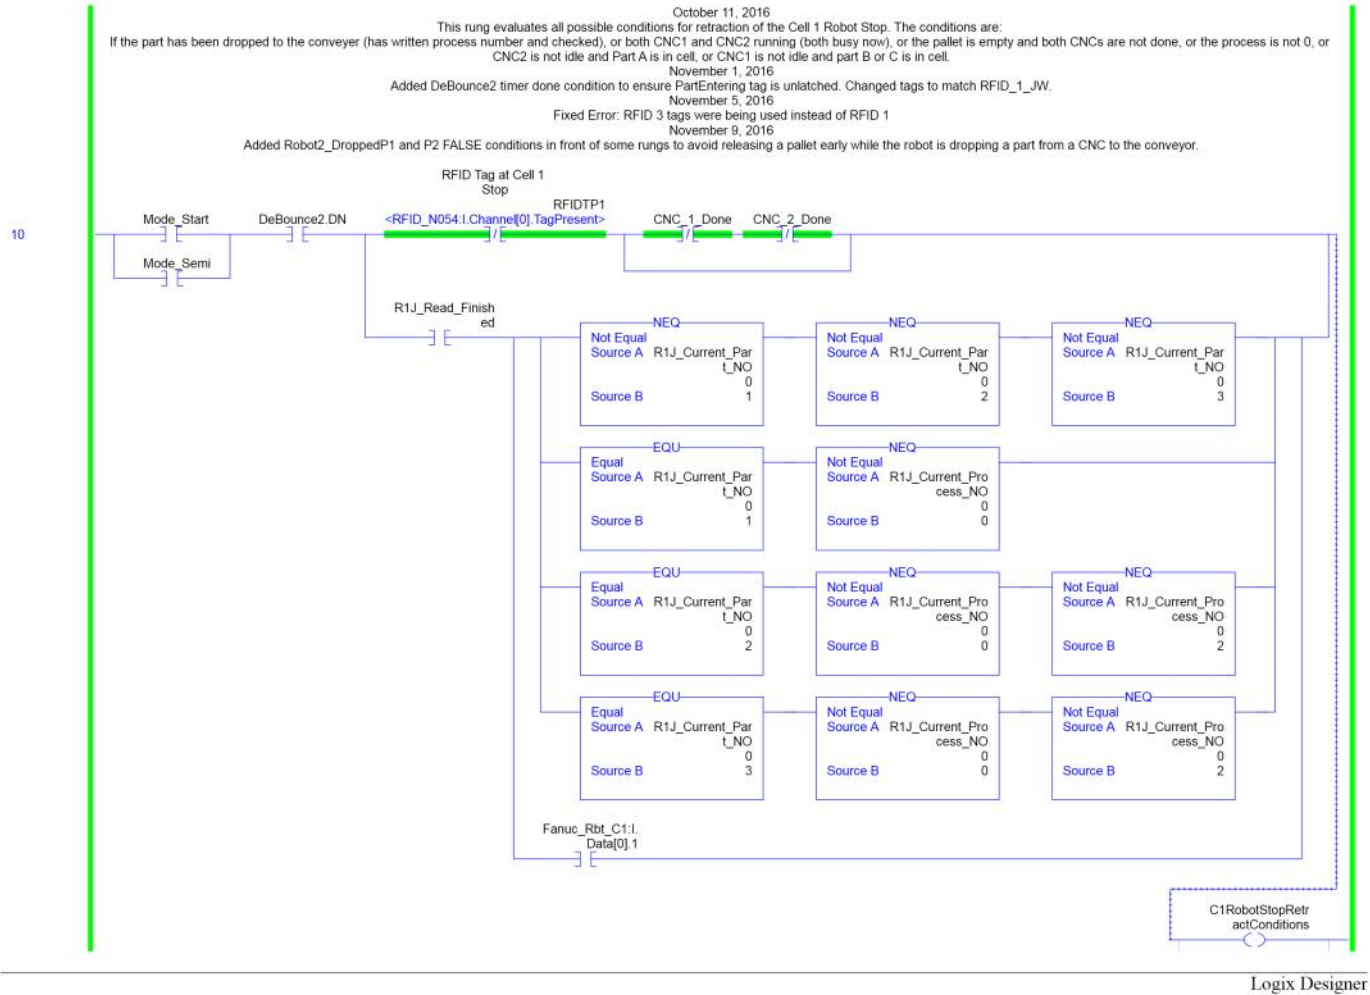 October 11, 2016
This rung evaluates all possible conditions for retraction of the Cell 1 Robot Stop. The conditions are:
If the part has been dropped to the conveyer (has written process number and checked), or both CNC1 and CNC2 running (both busy now), or the pallet is empty and both CNCs are not done, or the process is not 0, or
CNC2 is not idle and Part A is in cell, or CNC1 is not idle and part B or C is in cell.
November 1, 2016
Added DeBounce2 timer done condition to ensure PartEntering tag is unlatched. Changed tags to match RFID_1_JW.
November 5, 2016
Fixed Error: RFID 3 tags were being used instead of RFID 1
November 9, 2016
Added Robot2_DroppedP1 and P2 FALSE conditions in front of some rungs to avoid releasing a pallet early while the robot is dropping a part from a CNC to the conveyor.
RFID Tag at Cell 1
Stop
RFIDTP1
Mode_Start DeBounce2.DN <RFID_N054:I.Channel[0].TagPresent> CNC_1_Done CNC_2_Done
10
Mode_Semi
R1J_Read_Finish
ed
NEQ NEQ NEQ
Not Equal Not Equal Not Equal
Source A R1J_Current_Par Source A R1J_Current_Par Source A R1J_Current_Par
t_NO t_NO t_NO
0 0 0
Source B 1 Source B 2 Source B 3
EQU NEQ
Equal Not Equal
Source A R1J_Current_Par Source A R1J_Current_Pro
t_NO cess_NO
0 0
Source B 1 Source B 0
EQU NEQ NEQ
Equal Not Equal Not Equal
Source A R1J_Current_Par Source A R1J_Current_Pro Source A R1J_Current_Pro
t_NO cess_NO cess_NO
0 0 0
Source B 2 Source B 0 Source B 2
EQU NEQ NEQ
Equal Not Equal Not Equal
Source A R1J_Current_Par Source A R1J_Current_Pro Source A R1J_Current_Pro
t_NO cess_NO cess_NO
0 0 0
Source B 3 Source B 0 Source B 2
Fanuc_Rbt_C1:I.
Data[0].1
C1RobotStopRetr
actConditions
Logix Designer